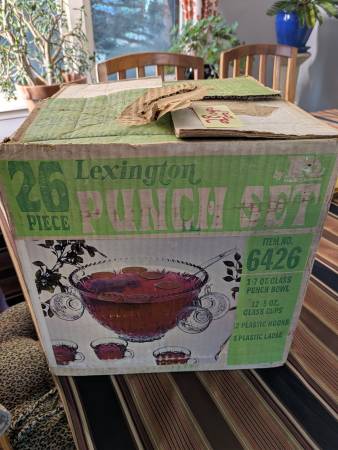 26
PIECE
Lexington
PUNCH SET
ITEM NO.
6426
1-7 QT. GLASS
PUNCH BOWL
12-5 OZ.
GLASS CUPS
12 PLASTIC HOOKS
1 PLASTIC LADLE